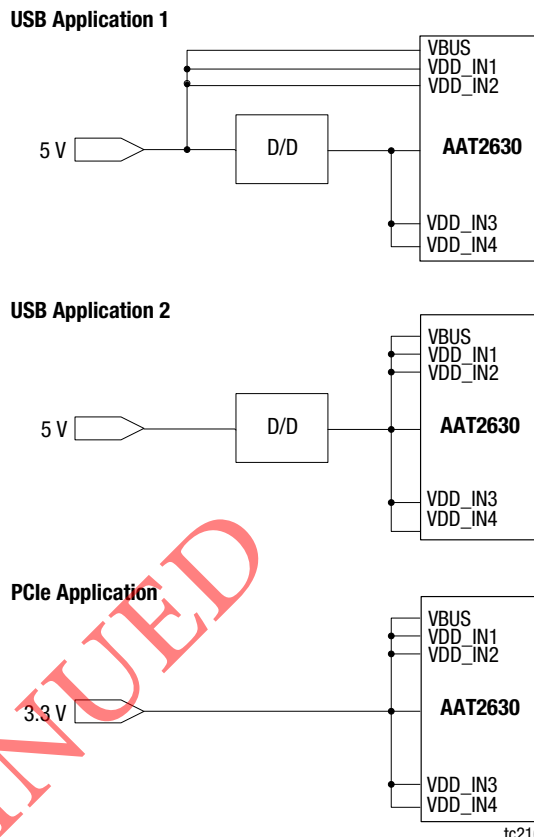 USB Application 1
VBUS
VDD_IN1
VDD_IN2
5 V
D/D
AAT2630
VDD_IN3
VDD_IN4
USB Application 2
VBUS
VDD_IN1
VDD_IN2
5 V
D/D
AAT2630
VDD_IN3
VDD_IN4
PCIe Application
VBUS
VDD_IN1
VDD_IN2
3.3 V
AAT2630
VDD_IN3
VDD_IN4
NUED